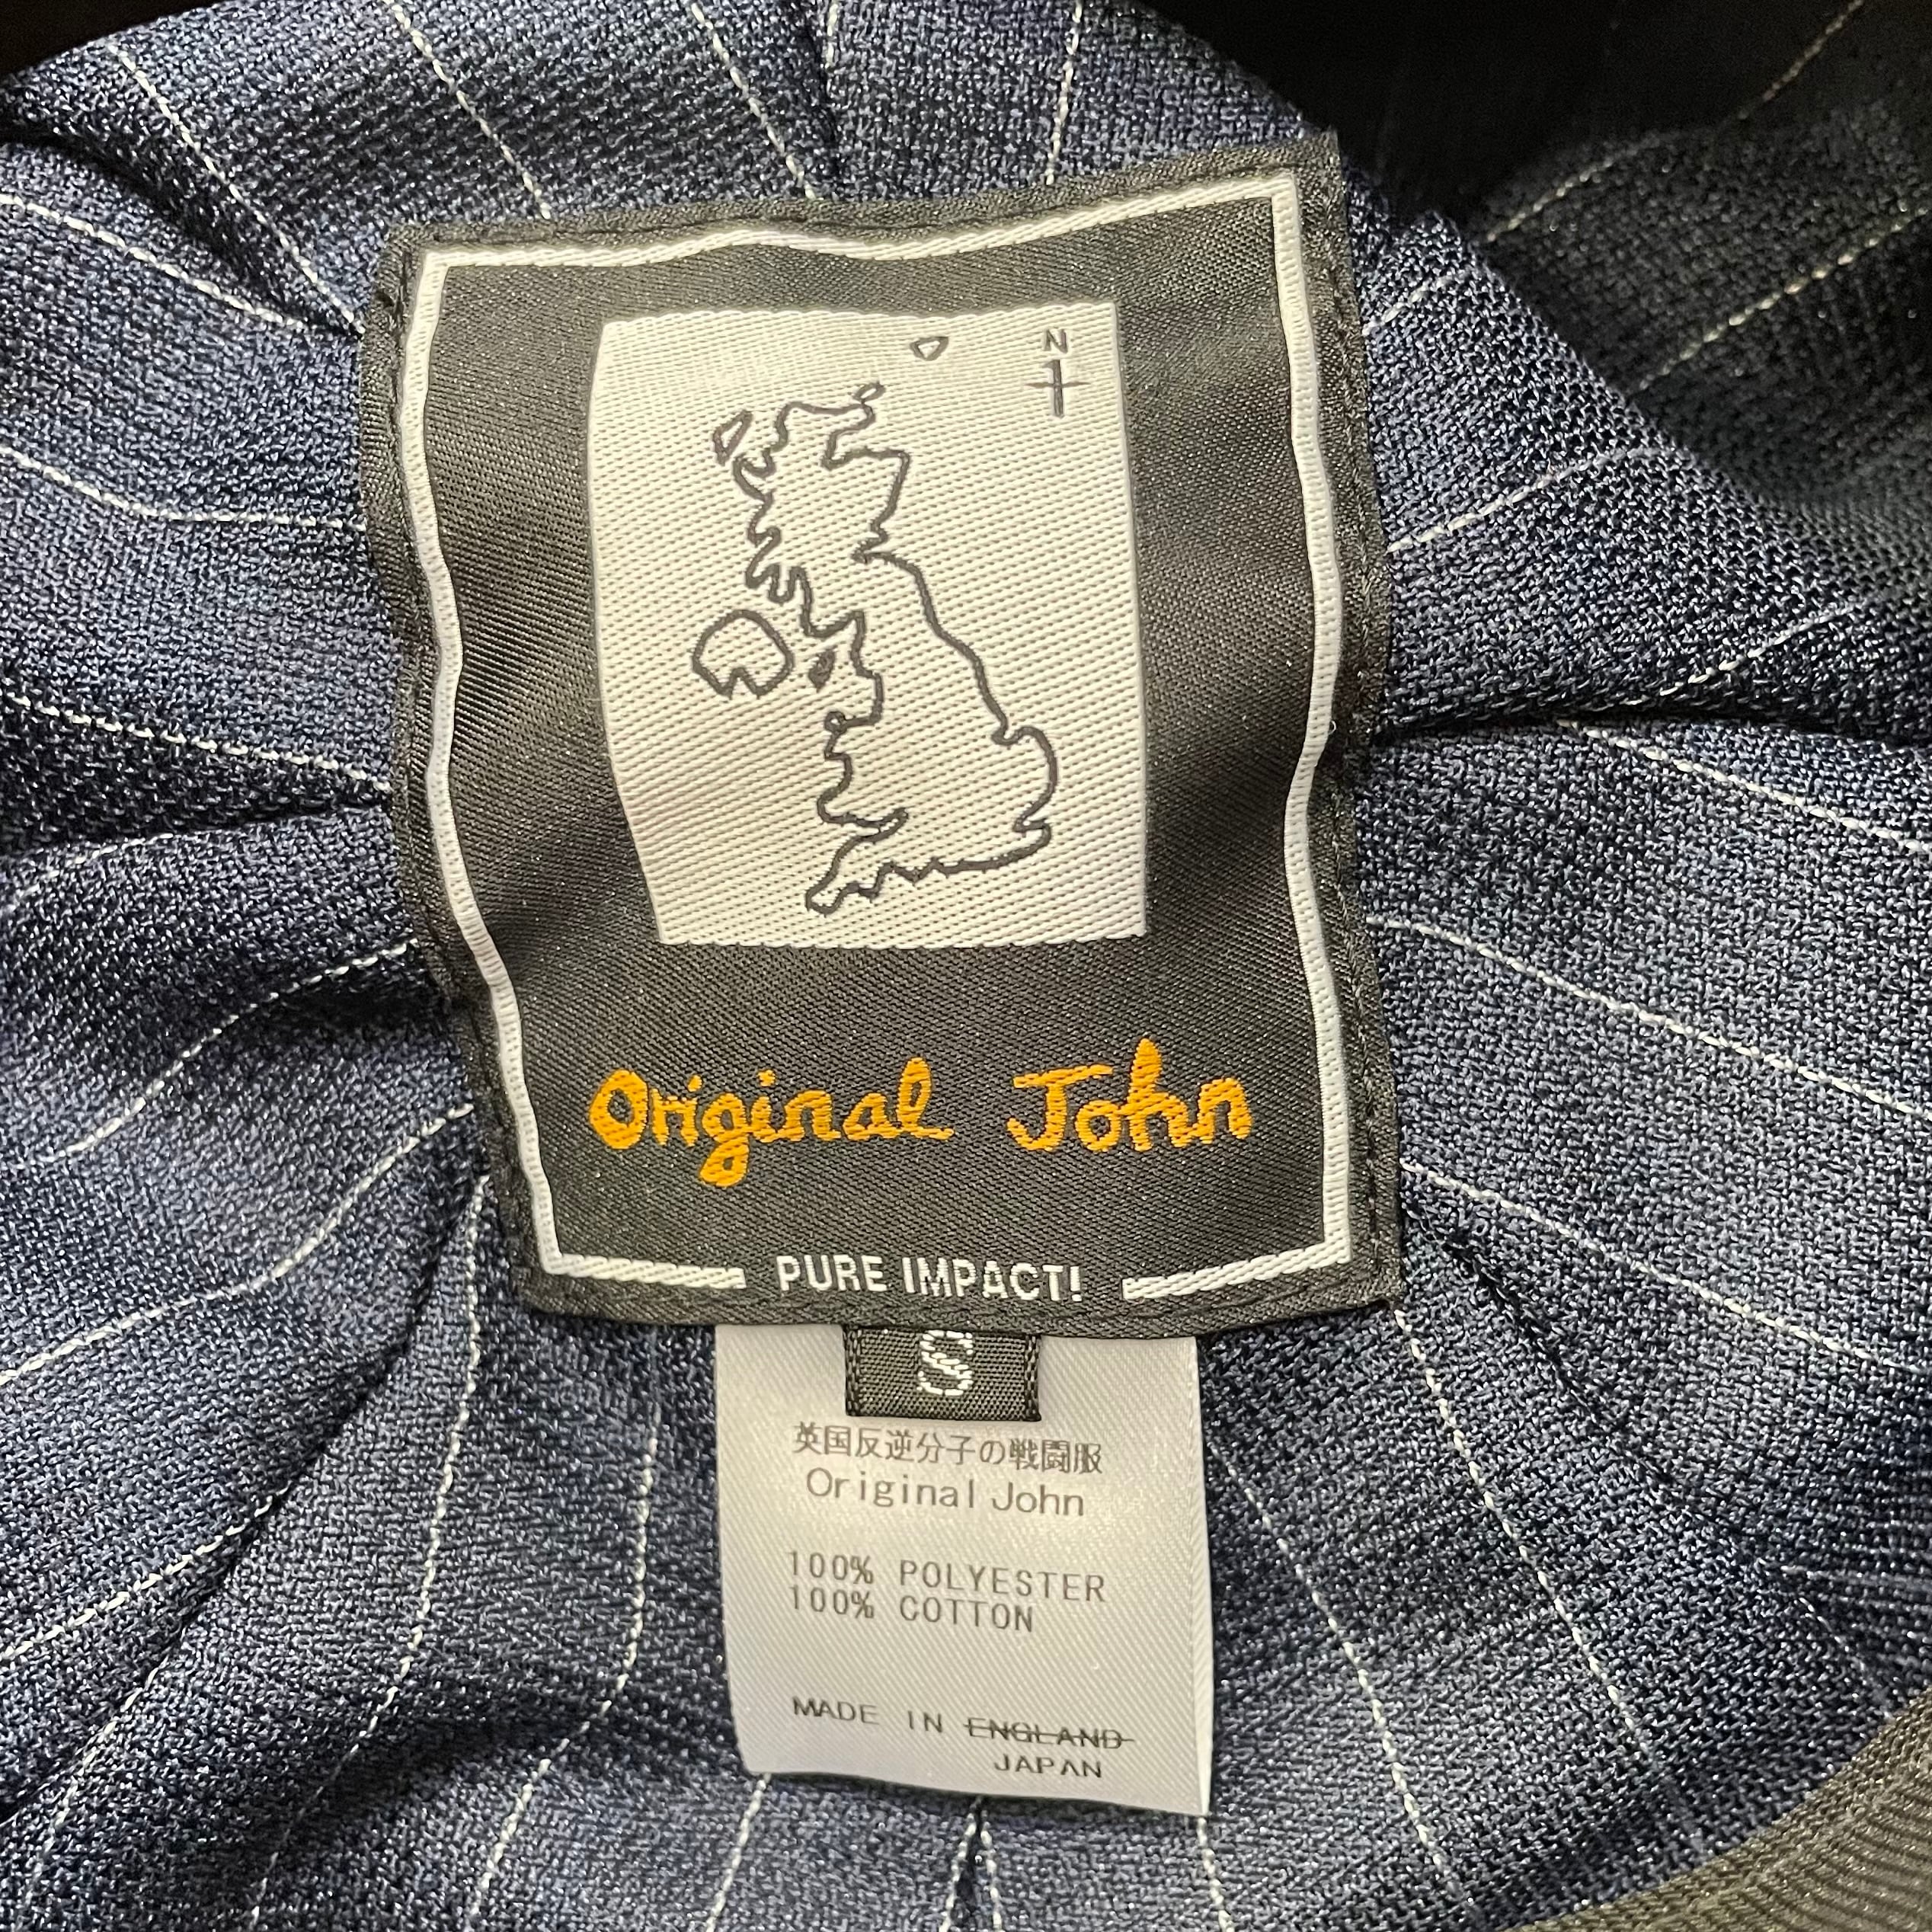 N
Original John
PURE IMPACT!
S
英国反逆分子の戦闘服
Original John
100% POLYESTER
100% COTTON
MADE IN ENGLAND
JAPAN